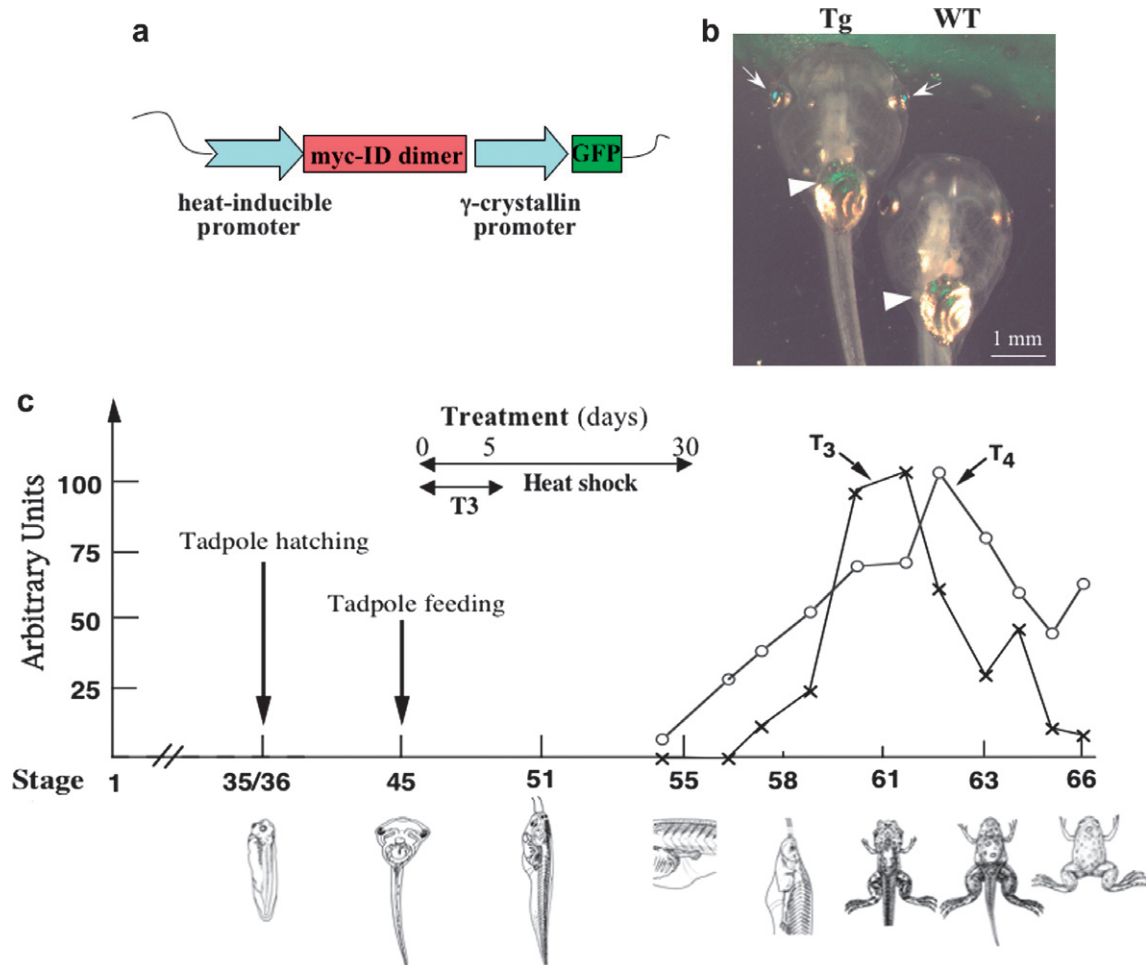 a
myc-ID dimer
GFP
heat-inducible
promoter
γ-crystallin
promoter
b
Tg
WT
1 mm
c
Treatment (days)
0
5
30
Heat shock
T3
Arbitrary Units
100
75
50
25
Tadpole hatching
Tadpole feeding
T3
T4
Stage
1
35/36
45
51
55
58
61
63
66